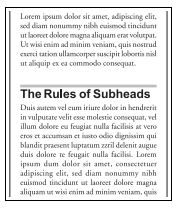 Lorem ipsum dolor sit amet, adipiscing elit,
sed diam nonummy nibh euismod tincidunt
ut laoreet dolore magna aliquam erat volutpat.
Ut wisi enim ad minim veniam, quis nostrud
exerci tation ullamcorper suscipit lobortis nisl
ut aliquip ex ea commodo consequat.
The Rules of Subheads
Duis autem vel eum iriure dolor in hendrerit
in vulputate velit esse molestie consequat, vel
illum dolore eu feugiat nulla facilisis at vero
eros et accumsan et iusto odio dignissim qui
blandit praesent luptatum zzril delenit augue
duis dolore te feugait nulla facilisi. Lorem
ipsum dolor sit amet, consectetuer
adipiscing elit, sed diam nonummy nibh
euismod tincidunt ut laoreet dolore magna
aliquam ut wisi enim ad minim veniam, quis